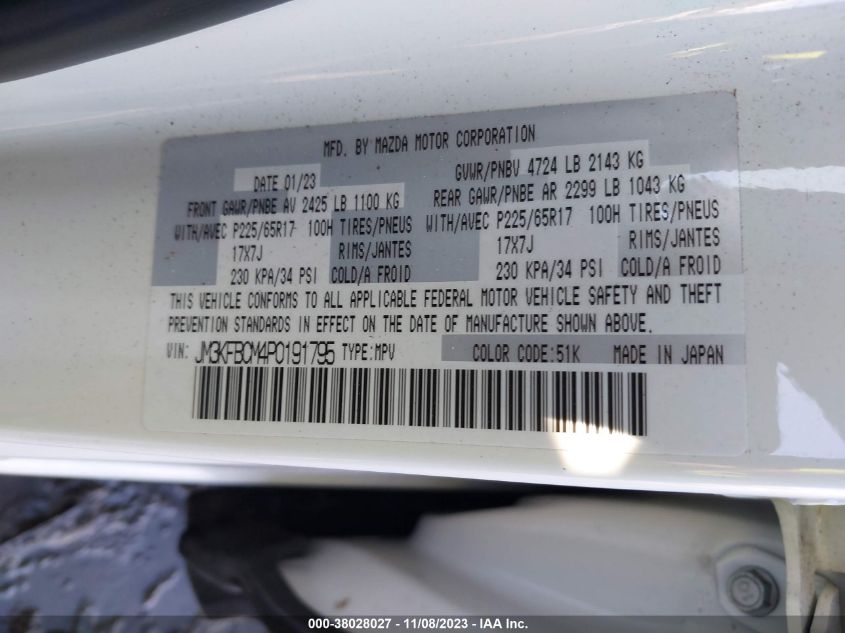 MFD. BY MAZDA MOTOR CORPORATION
DATE 01/23 GVWR/PNBV 4724 LB 2143 KG
FRONT GAWR/PNBE AV 2425 LB 1100 KG REAR GAWR/PNBE AR 2299 LB 1043 KG
WITH/AVEC P225/65R17 100H TIRES/PNEUS WITH/AVEC P225/65R17 100H TIRES/PNEUS
17X7J RIMS/JANTES 17X7J RIMS/JANTES
230 KPA/34 PSI COLD/A FROID 230 KPA/34 PSI COLD/A FROID
THIS VEHICLE CONFORMS TO ALL APPLICABLE FEDERAL MOTOR VEHICLE SAFETY AND THEFT
PREVENTION STANDARDS IN EFFECT ON THE DATE OF MANUFACTURE SHOWN ABOVE.
VIN: JM3KFBCM4P0191795 TYPE:MPV COLOR CODE:51K MADE IN JAPAN
000-38028027 - 11/08/2023 - IAA Inc.